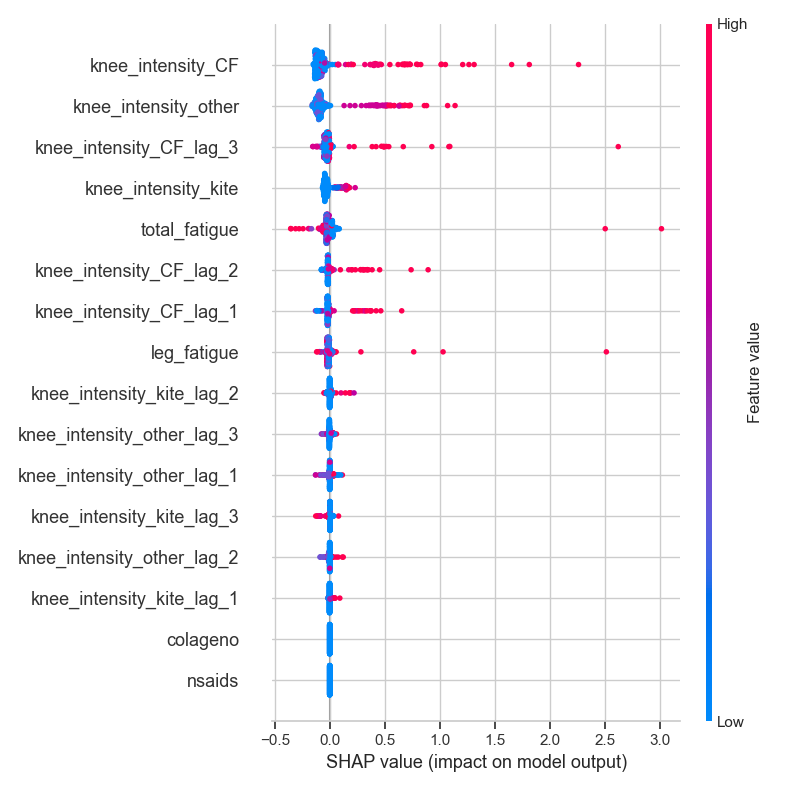 High
knee_intensity_CF
knee_intensity_other
knee_intensity_CF_lag_3
knee_intensity_kite
total_fatigue
knee_intensity_CF_lag_2
knee_intensity_CF_lag_1
leg_fatigue
knee_intensity_kite_lag_2
knee_intensity_other_lag_3
knee_intensity_other_lag_1
knee_intensity_kite_lag_3
knee_intensity_other_lag_2
knee_intensity_kite_lag_1
colageno
nsaids
Feature value
Low
−0.5 0.0 0.5 1.0 1.5 2.0 2.5 3.0
SHAP value (impact on model output)